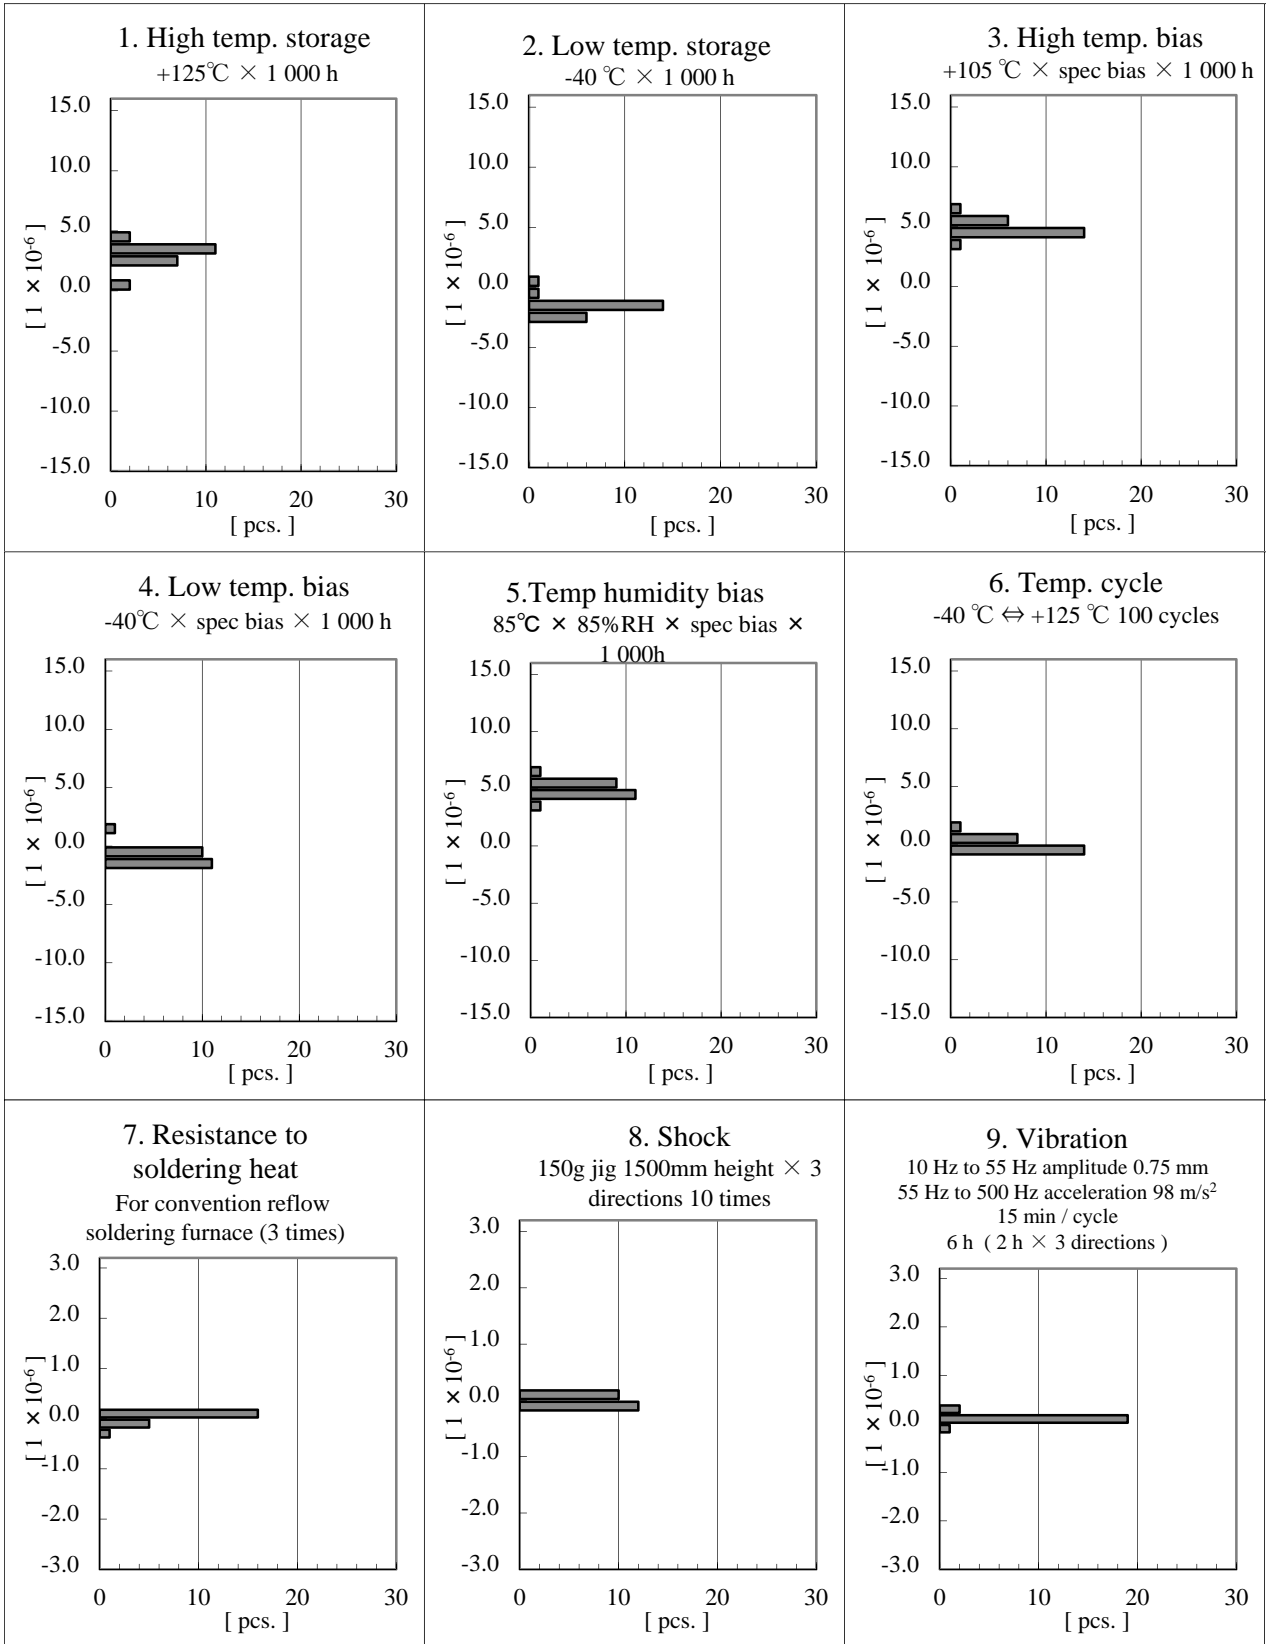 1. High temp. storage
+125℃ × 1 000 h
15.0
10.0
5.0
0.0
-5.0
-10.0
-15.0
[ 1 × 10-6 ]
0 10 20 30
[ pcs. ]
2. Low temp. storage
-40 ℃ × 1 000 h
15.0
10.0
5.0
0.0
-5.0
-10.0
-15.0
[ 1 × 10-6 ]
0 10 20 30
[ pcs. ]
3. High temp. bias
+105 ℃ × spec bias × 1 000 h
15.0
10.0
5.0
0.0
-5.0
-10.0
-15.0
[ 1 × 10-6 ]
0 10 20 30
[ pcs. ]
4. Low temp. bias
-40℃ × spec bias × 1 000 h
15.0
10.0
5.0
0.0
-5.0
-10.0
-15.0
[ 1 × 10-6 ]
0 10 20 30
[ pcs. ]
5.Temp humidity bias
85℃ × 85%RH × spec bias ×
1 000h
15.0
10.0
5.0
0.0
-5.0
-10.0
-15.0
[ 1 × 10-6 ]
0 10 20 30
[ pcs. ]
6. Temp. cycle
-40 ℃ ⇔ +125 ℃ 100 cycles
15.0
10.0
5.0
0.0
-5.0
-10.0
-15.0
[ 1 × 10-6 ]
0 10 20 30
[ pcs. ]
7. Resistance to
soldering heat
For convention reflow
soldering furnace (3 times)
3.0
2.0
1.0
0.0
-1.0
-2.0
-3.0
[ 1 × 10-6 ]
0 10 20 30
[ pcs. ]
8. Shock
150g jig 1500mm height × 3
directions 10 times
3.0
2.0
1.0
0.0
-1.0
-2.0
-3.0
[ 1 × 10-6 ]
0 10 20 30
[ pcs. ]
9. Vibration
10 Hz to 55 Hz amplitude 0.75 mm
55 Hz to 500 Hz acceleration 98 m/s2
15 min / cycle
6 h ( 2 h × 3 directions )
3.0
2.0
1.0
0.0
-1.0
-2.0
-3.0
[ 1 × 10-6 ]
0 10 20 30
[ pcs. ]